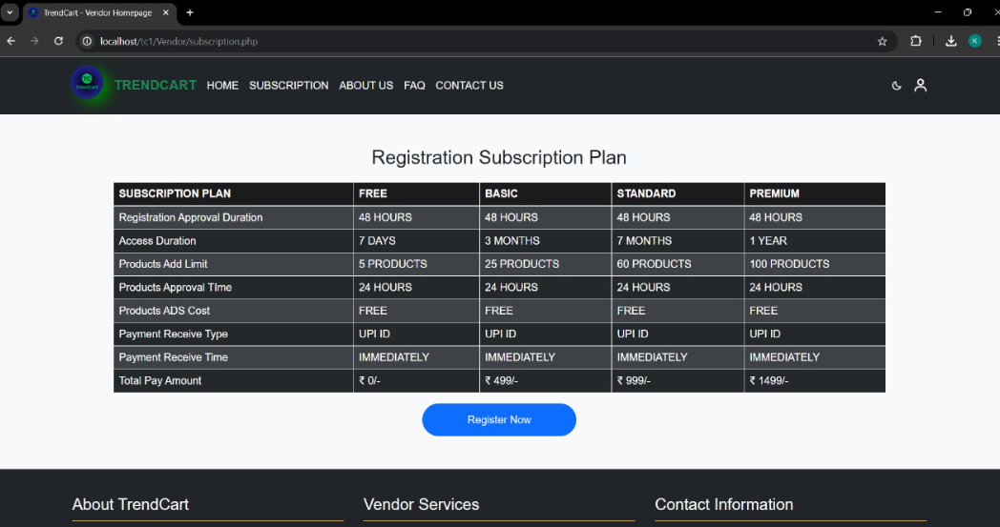 TrendCart - Vendor Homepage
localhost/tc1/Vendor/subscription.php
K
TC
TrendCart
TRENDCART HOME SUBSCRIPTION ABOUT US FAQ CONTACT US
Registration Subscription Plan
SUBSCRIPTION PLAN FREE BASIC STANDARD PREMIUM
Registration Approval Duration 48 HOURS 48 HOURS 48 HOURS 48 HOURS
Access Duration 7 DAYS 3 MONTHS 7 MONTHS 1 YEAR
Products Add Limit 5 PRODUCTS 25 PRODUCTS 60 PRODUCTS 100 PRODUCTS
Products Approval TIme 24 HOURS 24 HOURS 24 HOURS 24 HOURS
Products ADS Cost FREE FREE FREE FREE
Payment Receive Type UPI ID UPI ID UPI ID UPI ID
Payment Receive Time IMMEDIATELY IMMEDIATELY IMMEDIATELY IMMEDIATELY
Total Pay Amount ₹ 0/- ₹ 499/- ₹ 999/- ₹ 1499/-
Register Now
About TrendCart Vendor Services Contact Information